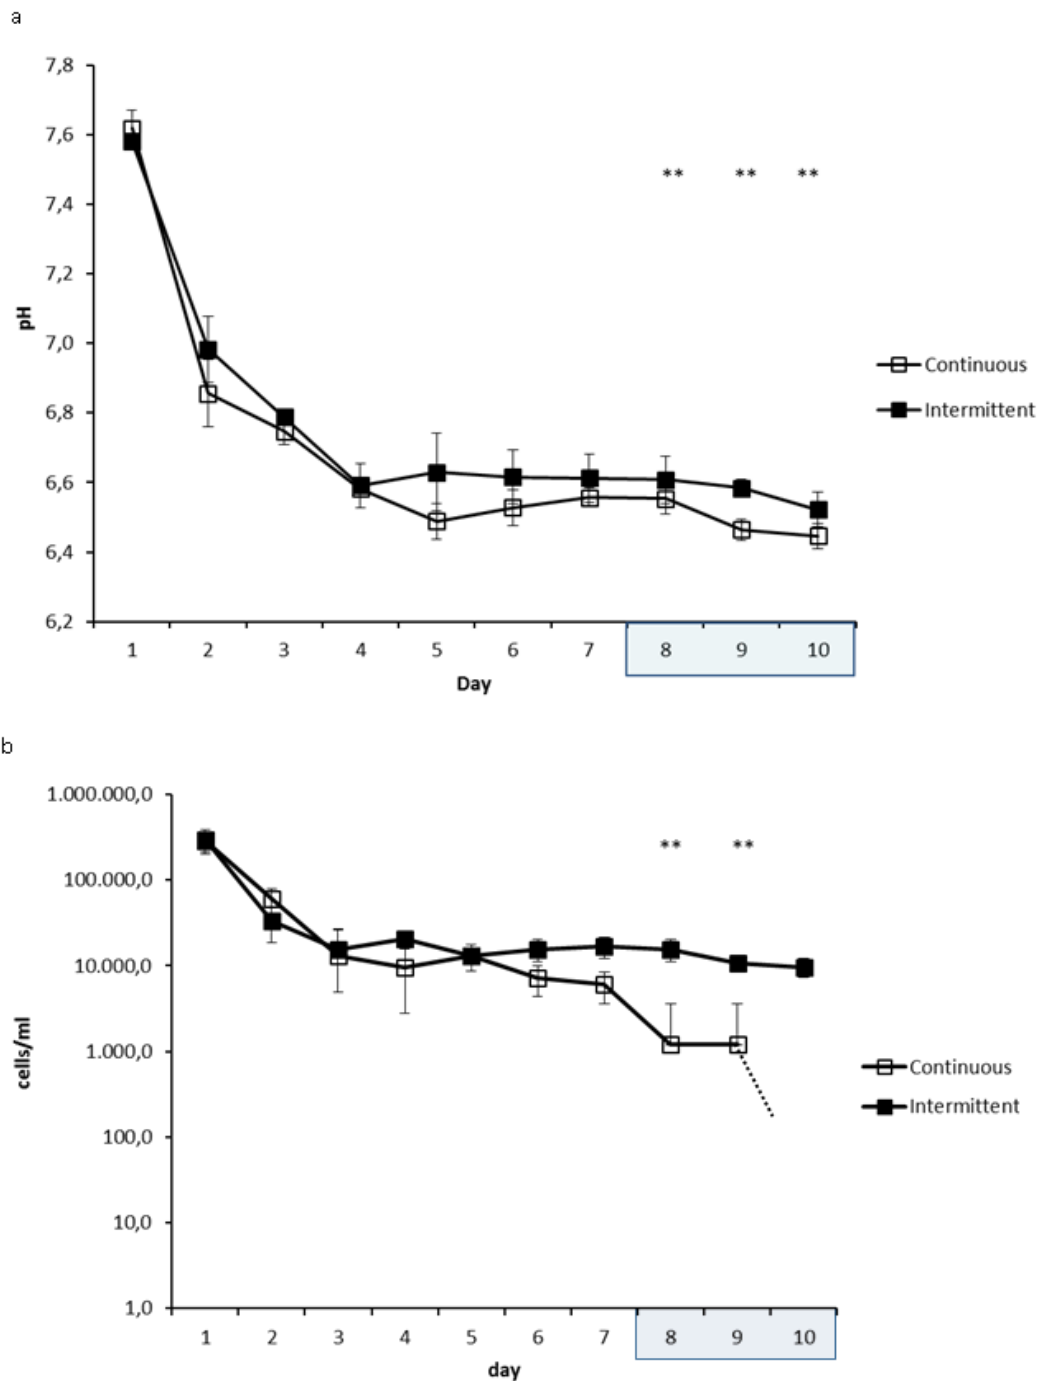 a
7,8
7,6
7,4
7,2
7,0
6,8
6,6
6,4
6,2
pH
** ** **
Continuous
Intermittent
1 2 3 4 5 6 7 8 9 10
Day
b
1.000.000,0
100.000,0
10.000,0
1.000,0
100,0
10,0
1,0
cells/ml
** **
Continuous
Intermittent
1 2 3 4 5 6 7 8 9 10
day